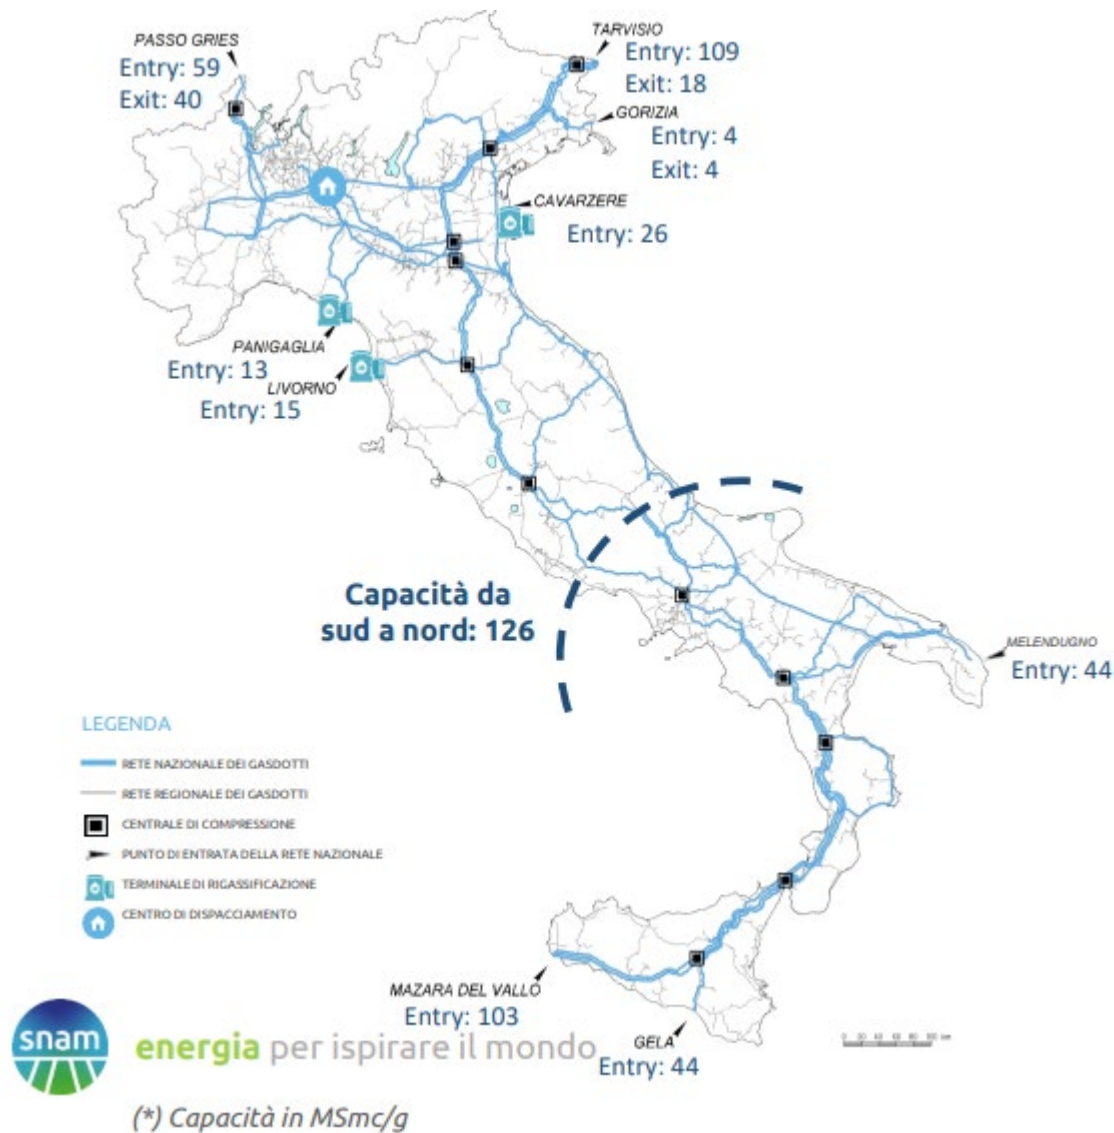 PASSO GRIES
Entry: 59
Exit: 40
TARVISIO
Entry: 109
Exit: 18
GORIZIA
Entry: 4
Exit: 4
CAVARZERE
Entry: 26
PANIGAGLIA
Entry: 13
LIVORNO
Entry: 15
Capacità da
sud a nord: 126
MELENDUGNO
Entry: 44
LEGENDA
RETE NAZIONALE DEI GASDOTTI
RETE REGIONALE DEI GASDOTTI
CENTRALE DI COMPRESSIONE
PUNTO DI ENTRATA DELLA RETE NAZIONALE
TERMINALE DI RIGASSIFICAZIONE
CENTRO DI DISPACCIAMENTO
MAZARA DEL VALLO
Entry: 103
GELA
Entry: 44
snam
energia per ispirare il mondo
(*) Capacità in MSmc/g